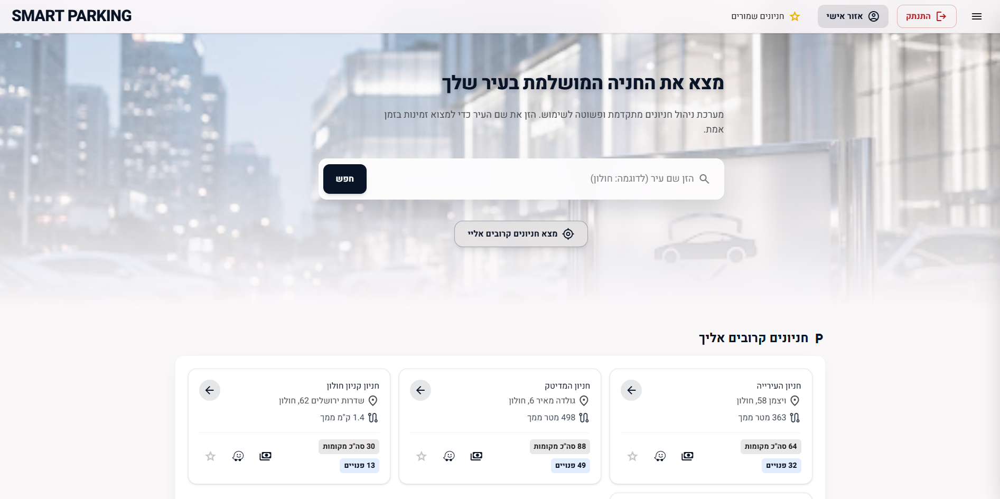 SMART PARKING
התנתק
אזור אישי
חניונים שמורים
מצא את החניה המושלמת בעיר שלך
מערכת ניהול חניונים מתקדמת ופשוטה לשימוש. הזן את שם העיר כדי למצוא זמינות בזמן
אמת.
הזן שם עיר (לדוגמה: חולון)
חפש
מצא חניונים קרובים אליי
P חניונים קרובים אליך
חניון העירייה
ויצמן 58, חולון
363 מטר ממך
64 סה"כ מקומות
32 פנויים
חניון המדיטק
גולדה מאיר 6, חולון
498 מטר ממך
88 סה"כ מקומות
49 פנויים
חניון קניון חולון
שדרות ירושלים 62, חולון
1.4 ק"מ ממך
30 סה"כ מקומות
13 פנויים